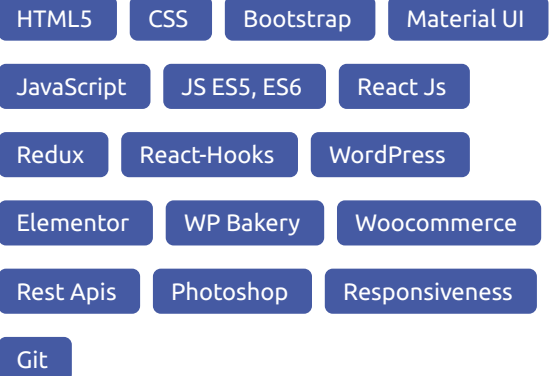 HTML5 CSS Bootstrap Material UI
JavaScript JS ES5, ES6 React Js
Redux React-Hooks WordPress
Elementor WP Bakery Woocommerce
Rest Apis Photoshop Responsiveness
Git